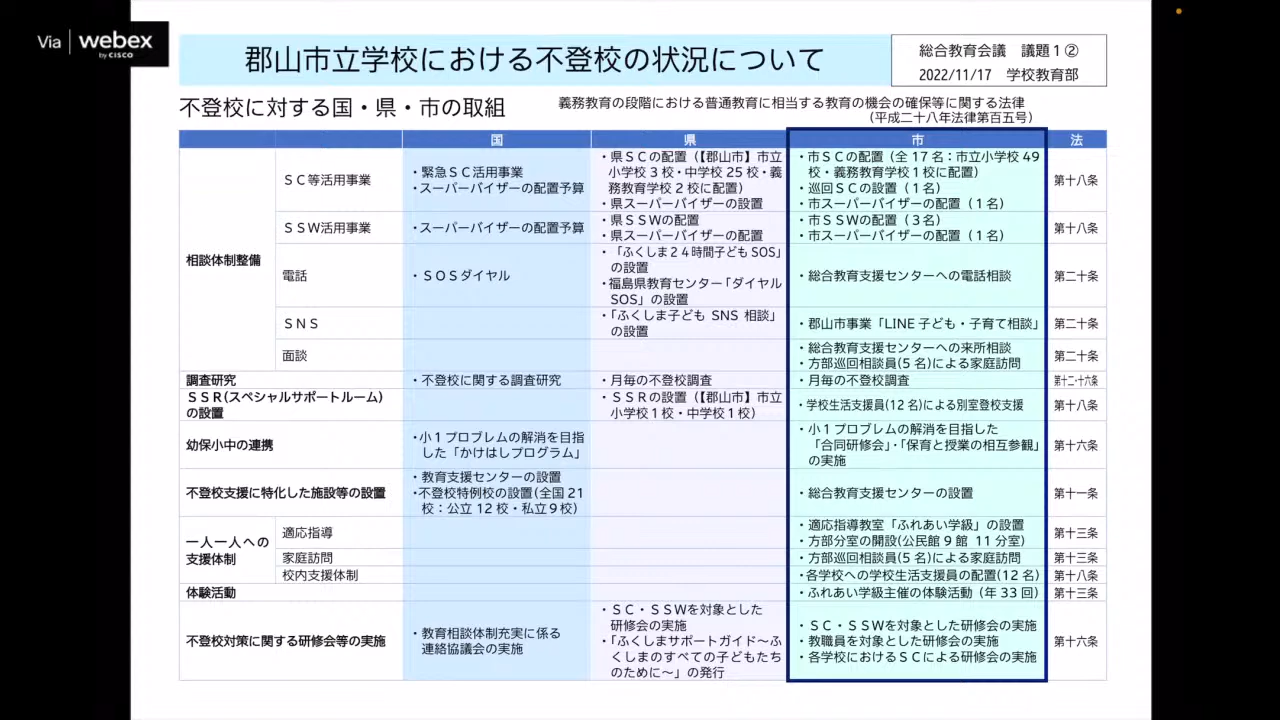 Via webex
by CISCO
郡山市立学校における不登校の状況について
総合教育会議 議題１②
2022/11/17 学校教育部
不登校に対する国・県・市の取組
義務教育の段階における普通教育に相当する教育の機会の確保等に関する法律
（平成二十八年法律第百五号）
国 県 市 法
相談体制整備
ＳＣ等活用事業
・緊急ＳＣ活用事業
・スーパーバイザーの配置予算
・県ＳＣの配置（【郡山市】市立
小学校３校・中学校 25 校・義
務教育学校２校に配置）
・県スーパーバイザーの設置
・市ＳＣの配置（全 17 名：市立小学校 49
校・義務教育学校１校に配置）
・巡回ＳＣの設置（１名）
・市スーパーバイザーの配置（１名）
第十八条
ＳＳＷ活用事業
・スーパーバイザーの配置予算
・県ＳＳＷの配置
・県スーパーバイザーの配置
・市ＳＳＷの配置（３名）
・市スーパーバイザーの配置（１名）
第十八条
電話
・ＳＯＳダイヤル
・「ふくしま２４時間子ども SOS」
の設置
・福島県教育センター「ダイヤル
SOS」の設置
・総合教育支援センターへの電話相談
第二十条
ＳＮＳ
・「ふくしま子ども SNS 相談」
の設置
・郡山市事業「LINE 子ども・子育て相談」
第二十条
面談
・総合教育支援センターへの来所相談
・方部巡回相談員(５名)による家庭訪問
第二十条
調査研究
・不登校に関する調査研究
・月毎の不登校調査
・月毎の不登校調査
第十二・十六条
ＳＳＲ(スペシャルサポートルーム)
の設置
・ＳＳＲの設置（【郡山市】市立
小学校１校・中学校１校）
・学校生活支援員(12 名)による別室登校支援
第十八条
幼保小中の連携
・小１プロブレムの解消を目指
した「かけはしプログラム」
・小１プロブレムの解消を目指した
「合同研修会」・「保育と授業の相互参観」
の実施
第十六条
不登校支援に特化した施設等の設置
・教育支援センターの設置
・不登校特例校の設置(全国 21
校：公立 12 校・私立９校)
・総合教育支援センターの設置
第十一条
一人一人への
支援体制
適応指導
・適応指導教室「ふれあい学級」の設置
・方部分室の開設(公民館９館 11 分室)
第十三条
家庭訪問
・方部巡回相談員(５名)による家庭訪問
第十三条
校内支援体制
・各学校への学校生活支援員の配置(12 名)
第十八条
体験活動
・ふれあい学級主催の体験活動（年 33 回）
第十三条
不登校対策に関する研修会等の実施
・教育相談体制充実に係る
連絡協議会の実施
・ＳＣ・ＳＳＷを対象とした
研修会の実施
・「ふくしまサポートガイド～ふ
くしまのすべての子どもたち
のために～」の発行
・ＳＣ・ＳＳＷを対象とした研修会の実施
・教職員を対象とした研修会の実施
・各学校におけるＳＣによる研修会の実施
第十六条